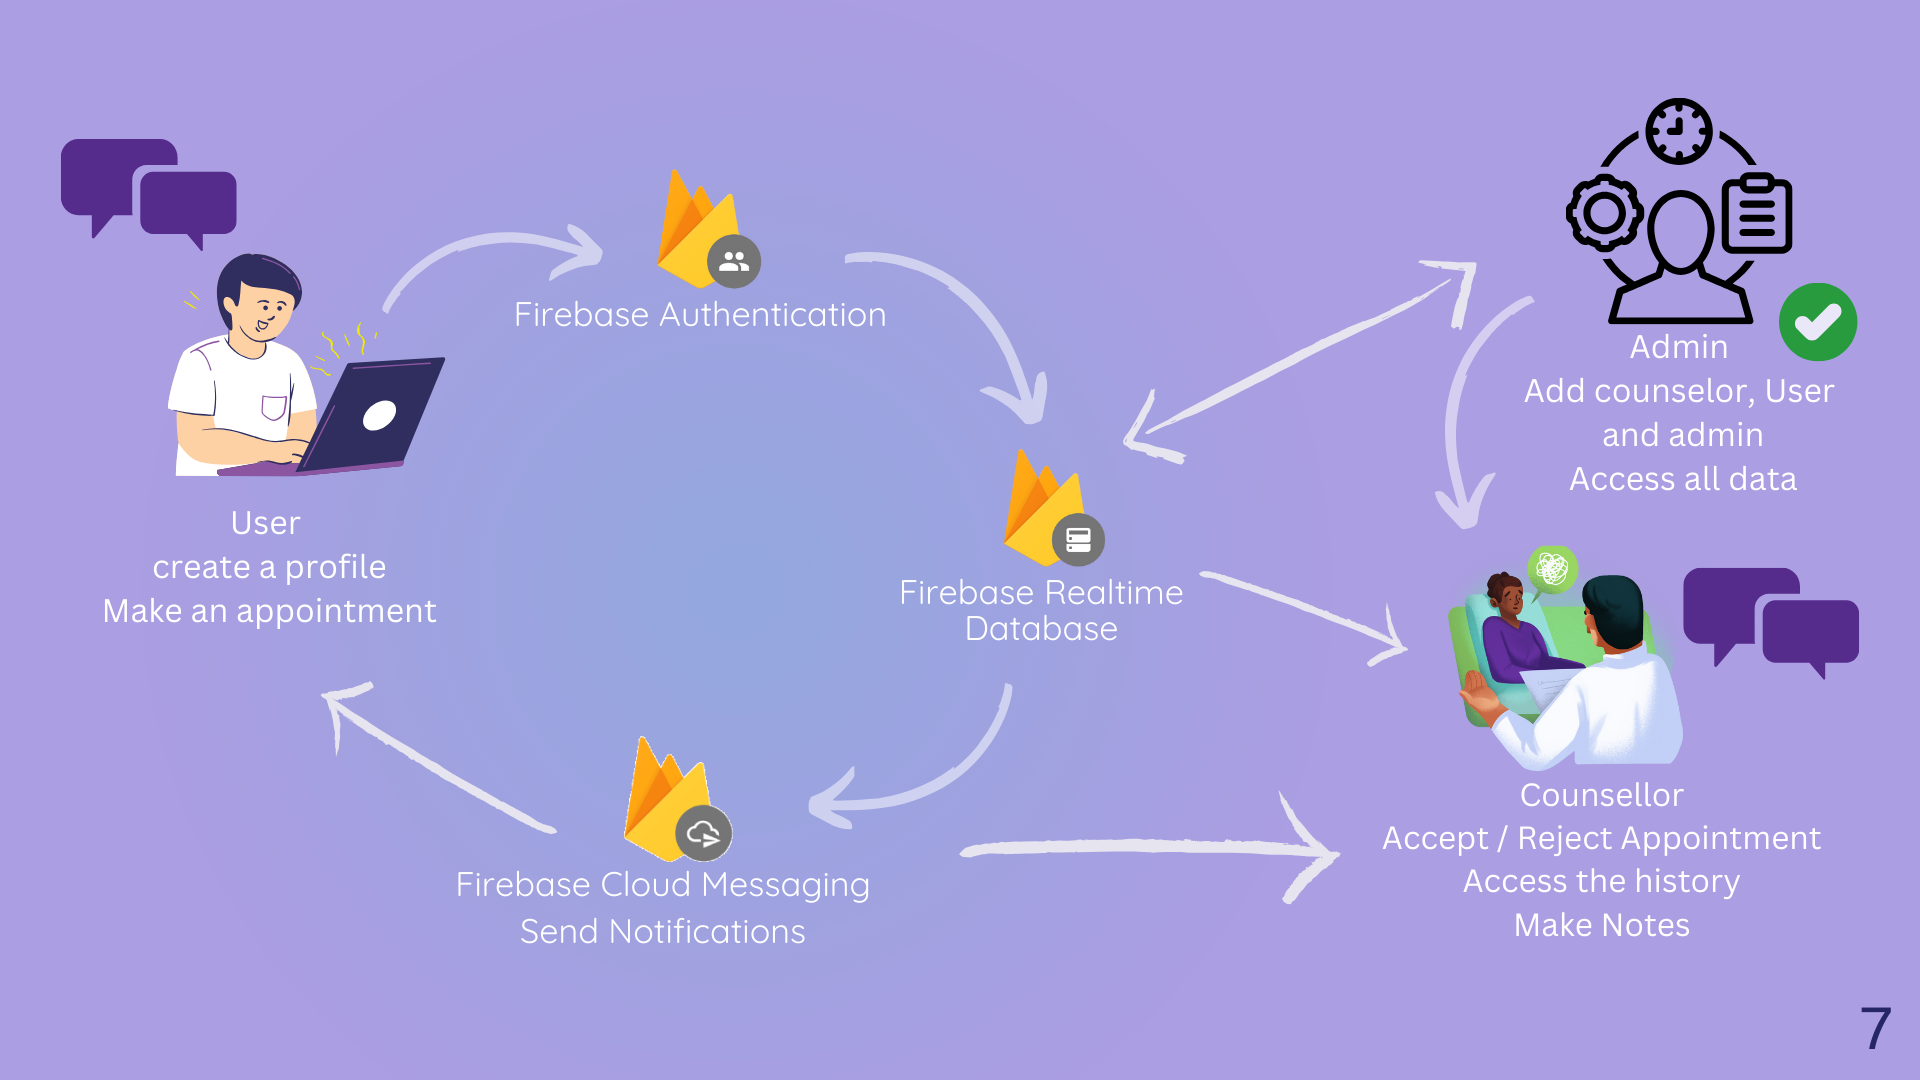 Firebase Authentication
User
create a profile
Make an appointment
Firebase Realtime
Database
Firebase Cloud Messaging
Send Notifications
Admin
Add counselor, User
and admin
Access all data
Counsellor
Accept / Reject Appointment
Access the history
Make Notes
7